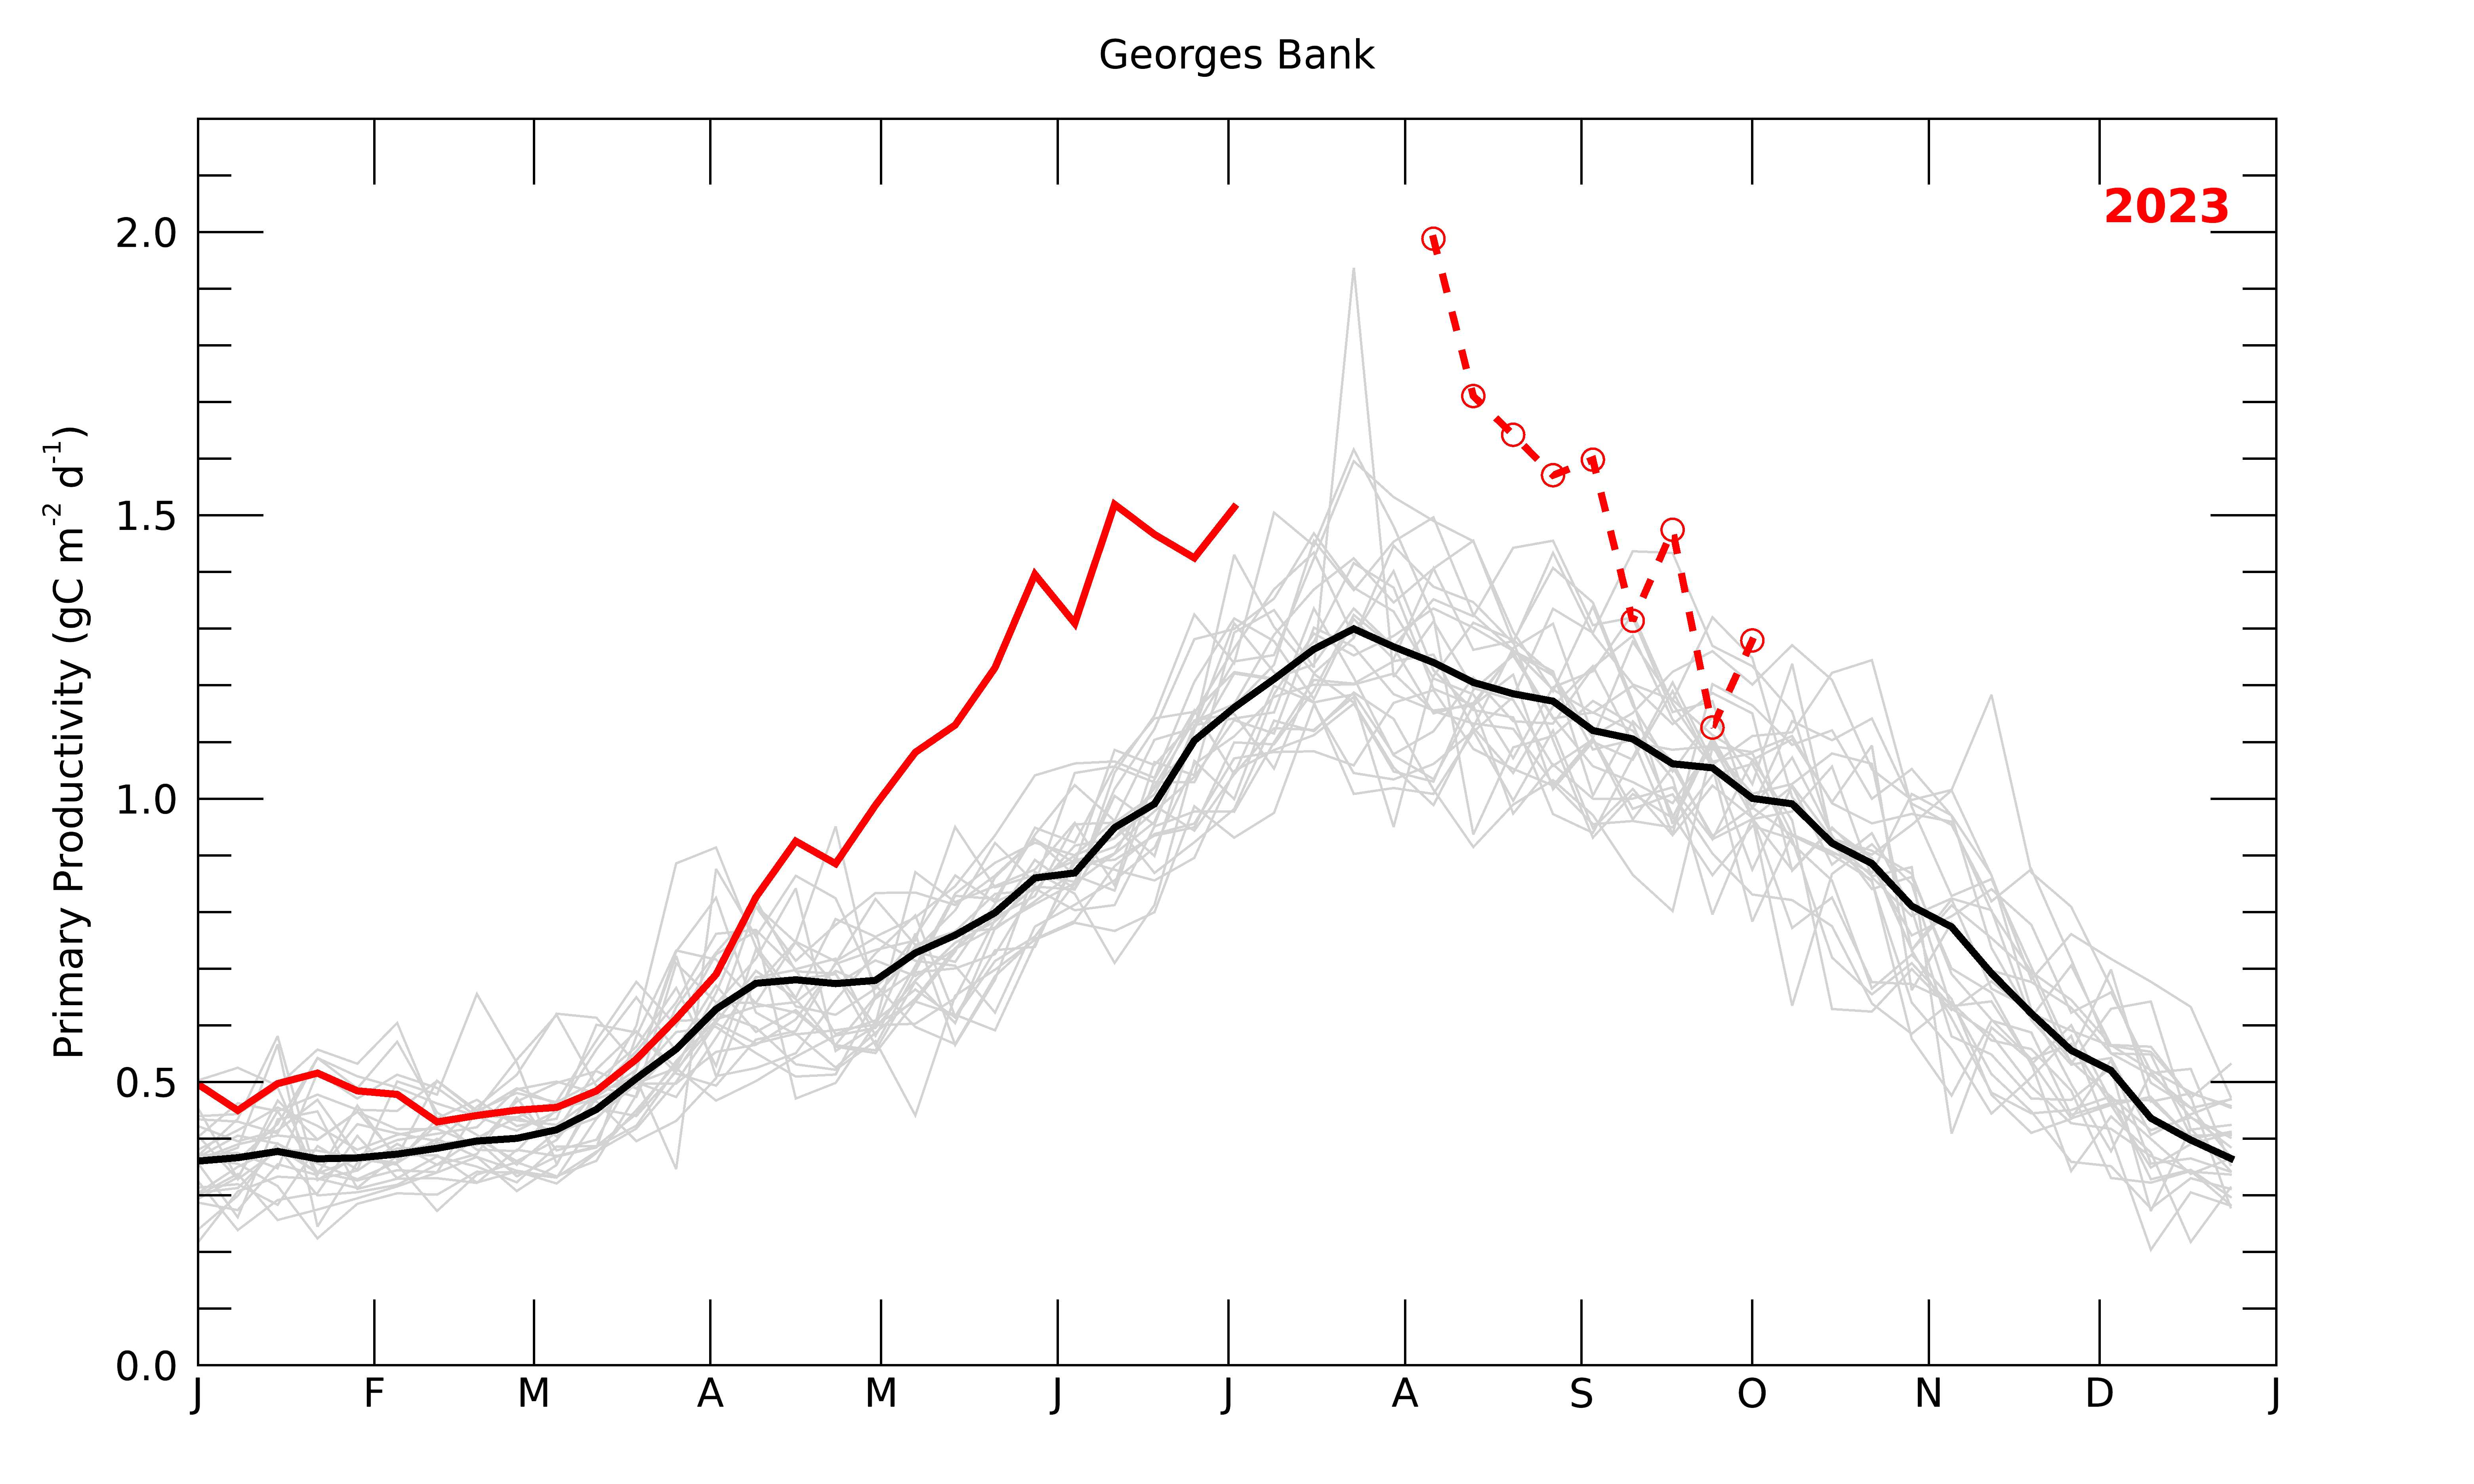 Georges Bank
2023
Primary Productivity (gC m⁻² d⁻¹)
2.0
1.5
1.0
0.5
0.0
J F M A M J J A S O N D J